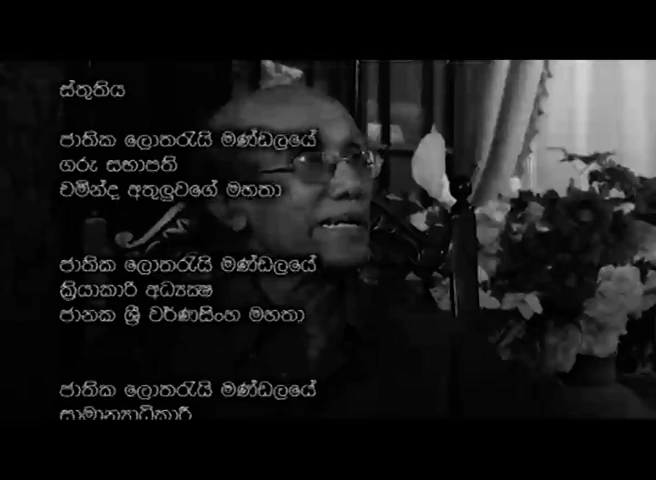 ස්තූතිය
ජාතික ලොතරැයි මණ්ඩලයේ
ගරු සභාපති
චමින්ද අතුලුවගේ මහතා
ජාතික ලොතරැයි මණ්ඩලයේ
ක්‍රියාකාරී අධ්‍යක්ෂ
ජානක ශ්‍රී වර්ණසිංහ මහතා
ජාතික ලොතරැයි මණ්ඩලයේ
සාමාන්‍යාධිකාරී